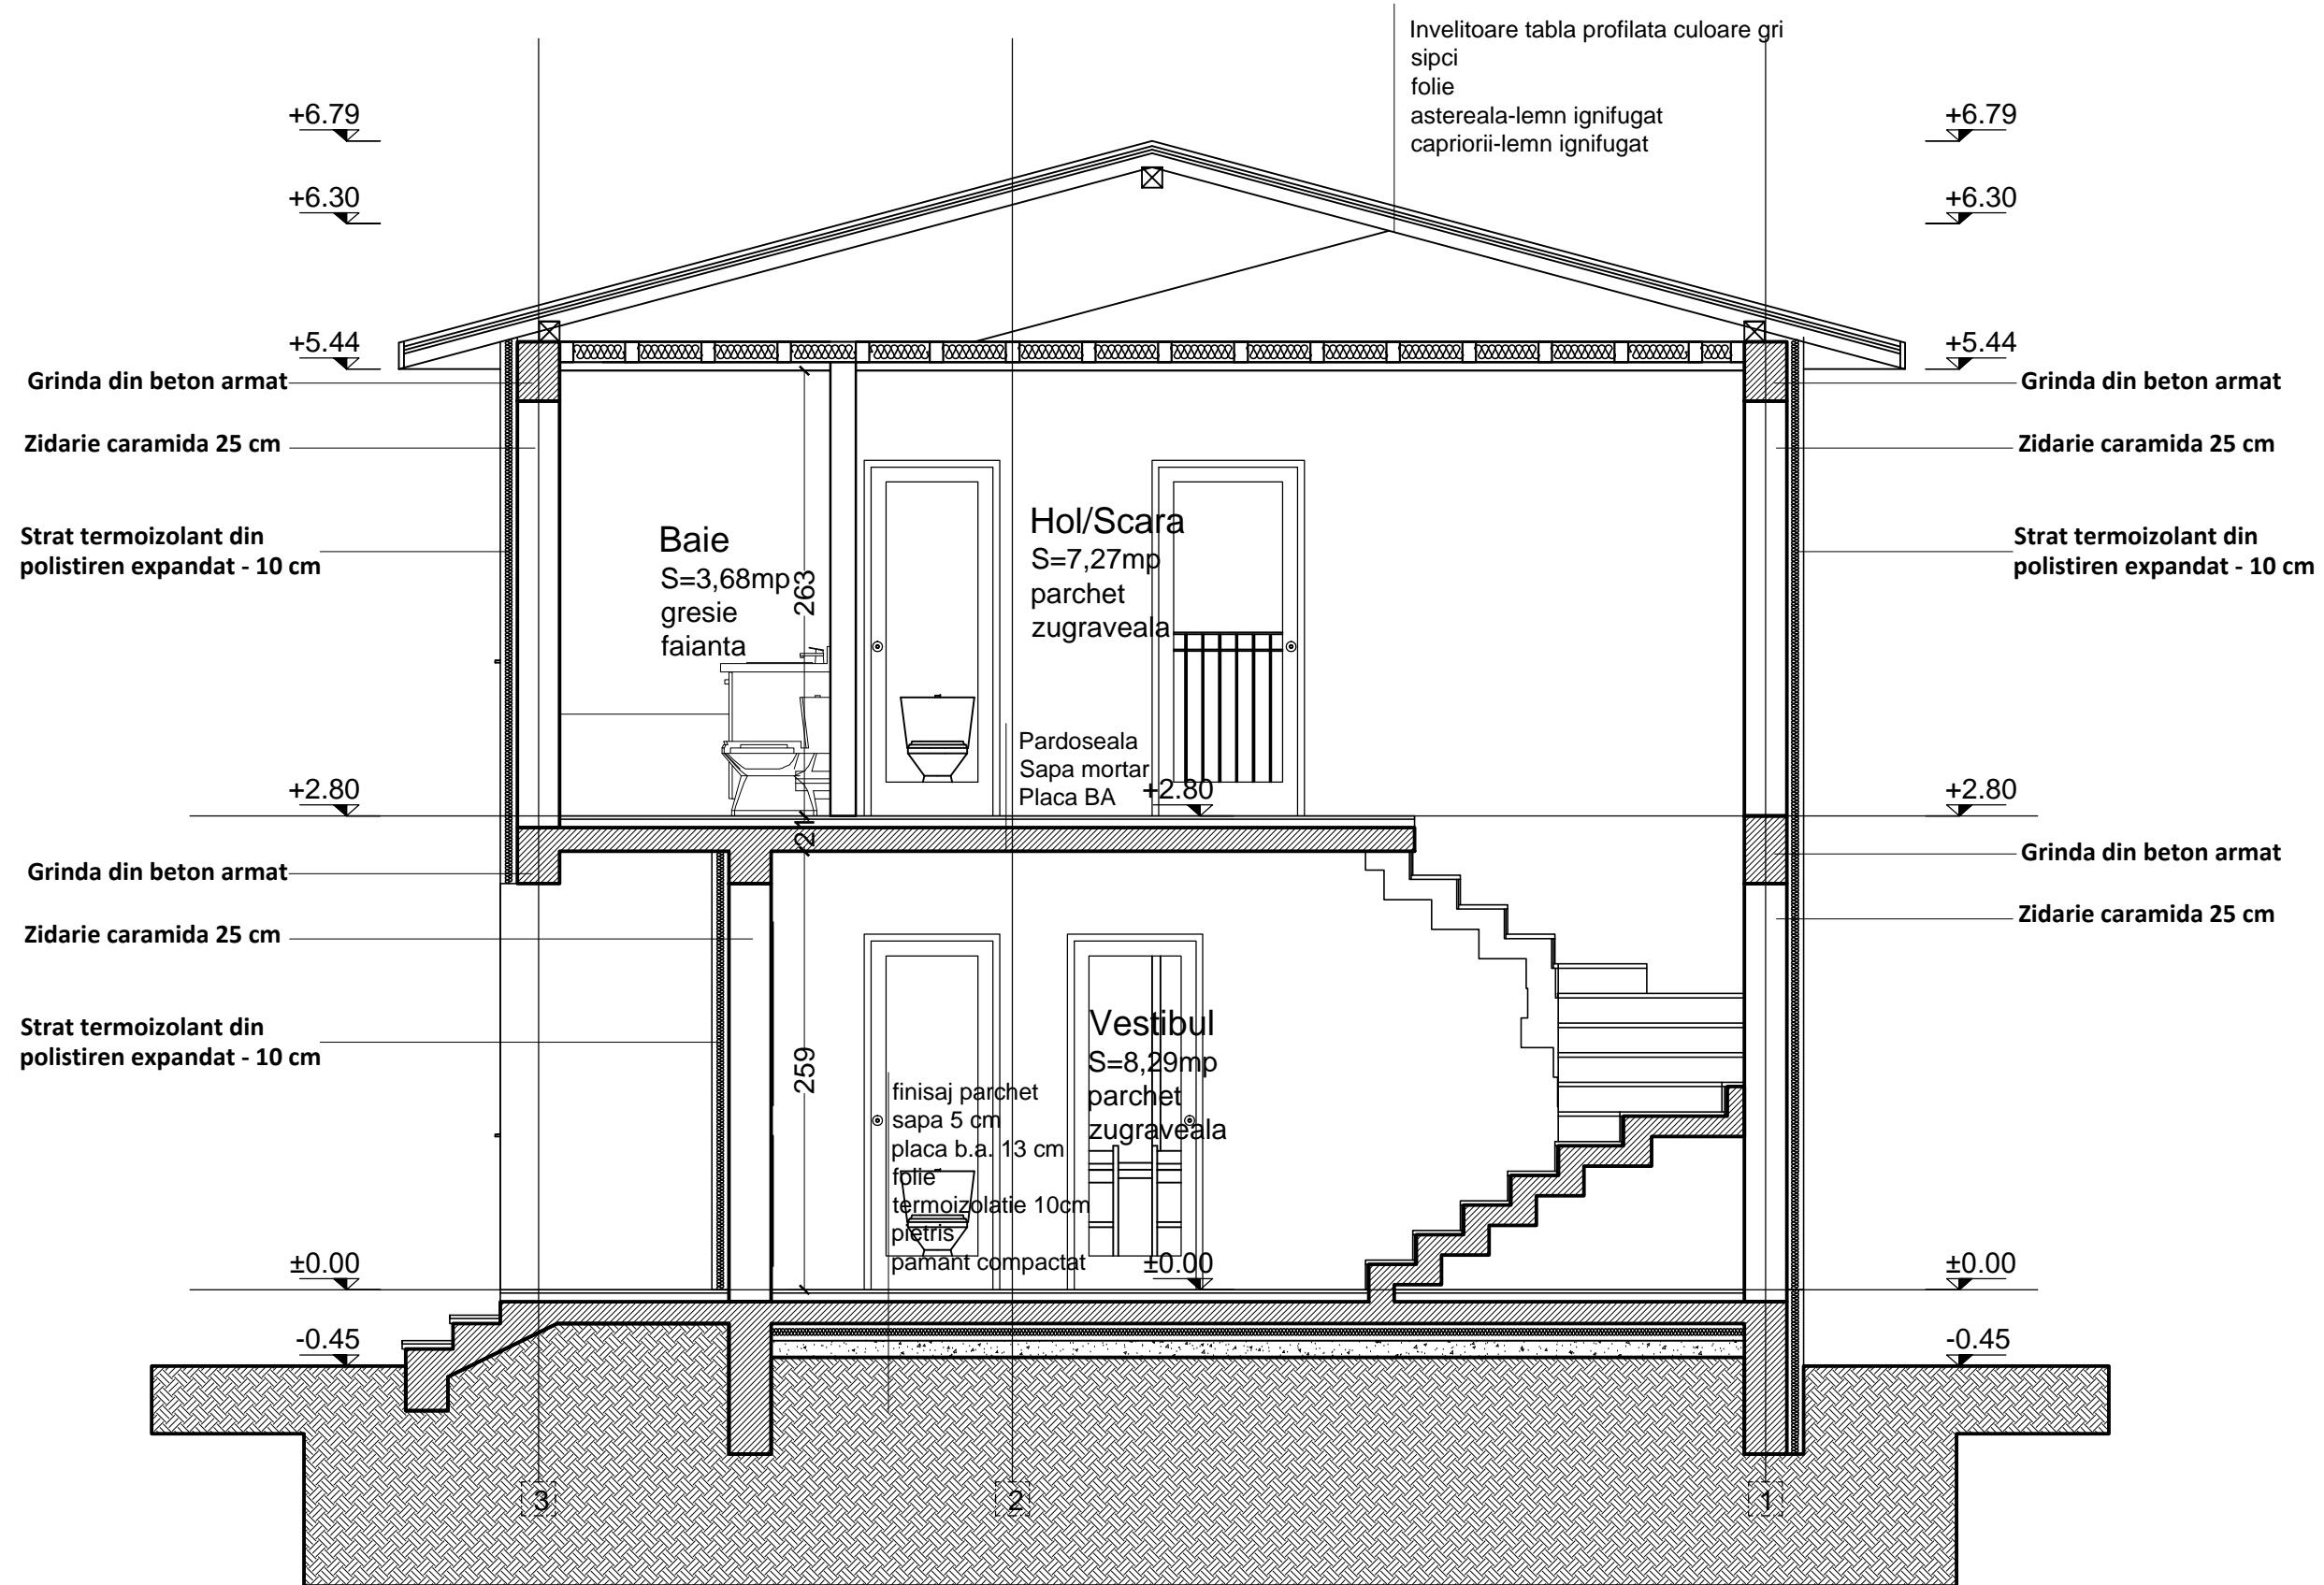 Invelitoare tabla profilata culoare gri
sipci
folie
astereala-lemn ignifugat
capriorii-lemn ignifugat
+6.79
+6.79
+6.30
+6.30
+5.44
+5.44
Grinda din beton armat
Grinda din beton armat
Zidarie caramida 25 cm
Zidarie caramida 25 cm
Strat termoizolant din
polistiren expandat - 10 cm
Baie
S=3,68mp
gresie
faianta
263
Hol/Scara
S=7,27mp
parchet
zugraveala
Strat termoizolant din
polistiren expandat - 10 cm
Pardoseala
Sapa mortar
Placa BA
+2.80
+2.80
+2.80
21
Grinda din beton armat
Grinda din beton armat
Zidarie caramida 25 cm
Zidarie caramida 25 cm
Strat termoizolant din
polistiren expandat - 10 cm
259
Vestibul
S=8,29mp
parchet
zugraveala
finisaj parchet
sapa 5 cm
placa b.a. 13 cm
folie
termoizolatie 10cm
pietris
pamant compactat
±0.00
±0.00
±0.00
-0.45
-0.45
3
2
1